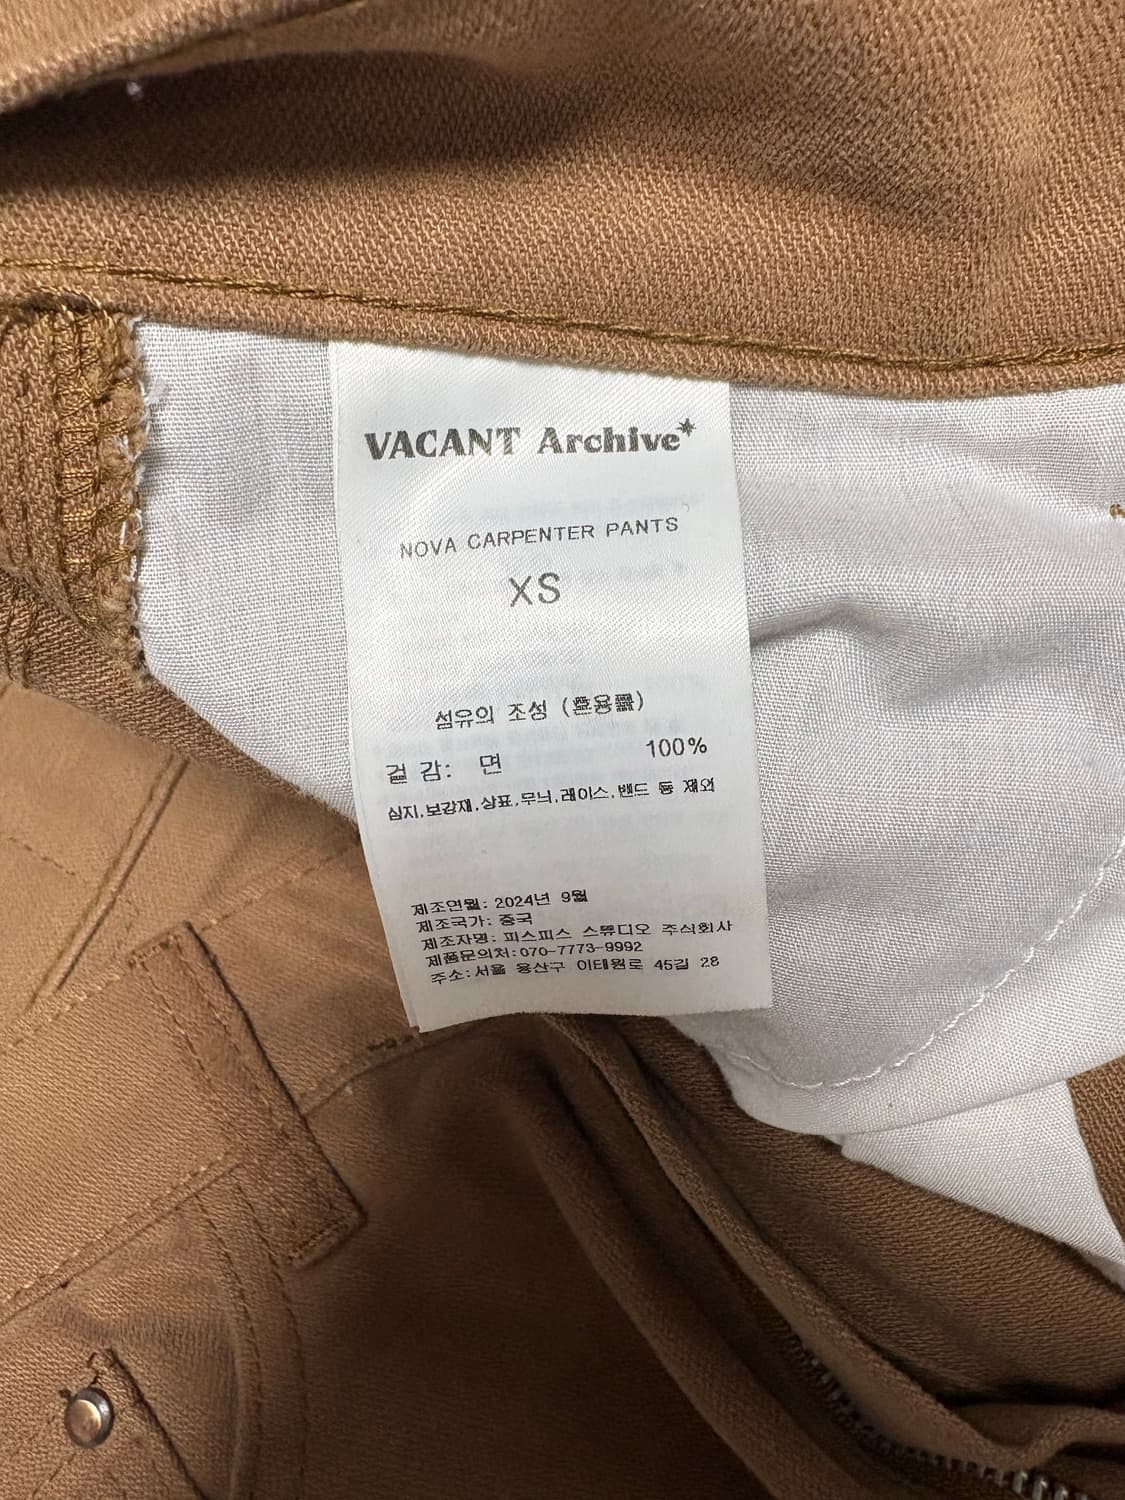 VACANT Archive*
NOVA CARPENTER PANTS
XS
섬유의 조성 (혼용률)
겉 감: 면 100%
심지,보강재,상표,무늬,레이스,밴드 등 제외
제조연월: 2024년 9월
제조국가: 중국
제조자명: 피스피스 스튜디오 주식회사
제품문의처:070-7773-9992
주소:서울 용산구 이태원로 45길 28